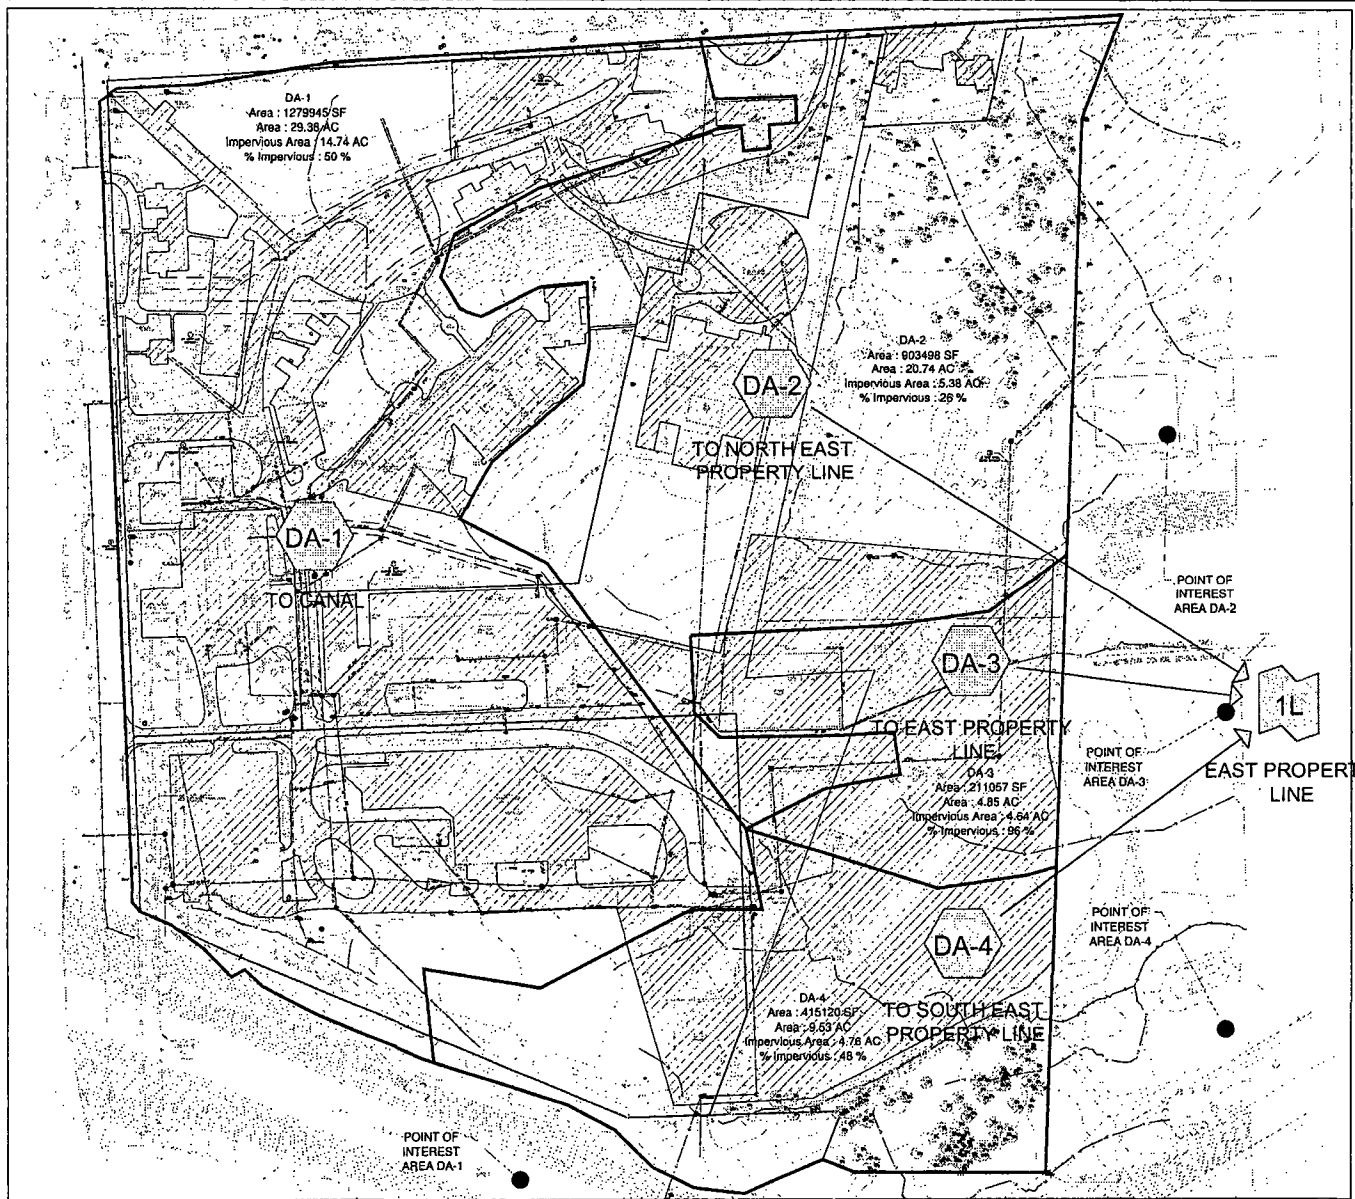 DA-1
Area : 1279945 SF
Area : 29.38 AC
Impervious Area : 14.74 AC
% Impervious : 50 %
DA-2
Area : 903498 SF
Area : 20.74 AC
Impervious Area : 5.38 AC
% Impervious : 26 %
DA-2
TO NORTH EAST
PROPERTY LINE
DA-1
TO CANAL
POINT OF
INTEREST
AREA DA-2
DA-3
TO EAST PROPERTY
LINE
DA-3
Area : 211057 SF
Area : 4.85 AC
Impervious Area : 4.64 AC
% Impervious : 96 %
POINT OF
INTEREST
AREA DA-3
1L
EAST PROPERT
LINE
DA-4
TO SOUTH EAST
PROPERTY LINE
DA-4
Area : 415120 SF
Area : 9.53 AC
Impervious Area : 4.76 AC
% Impervious : 48 %
POINT OF
INTEREST
AREA DA-4
POINT OF
INTEREST
AREA DA-1